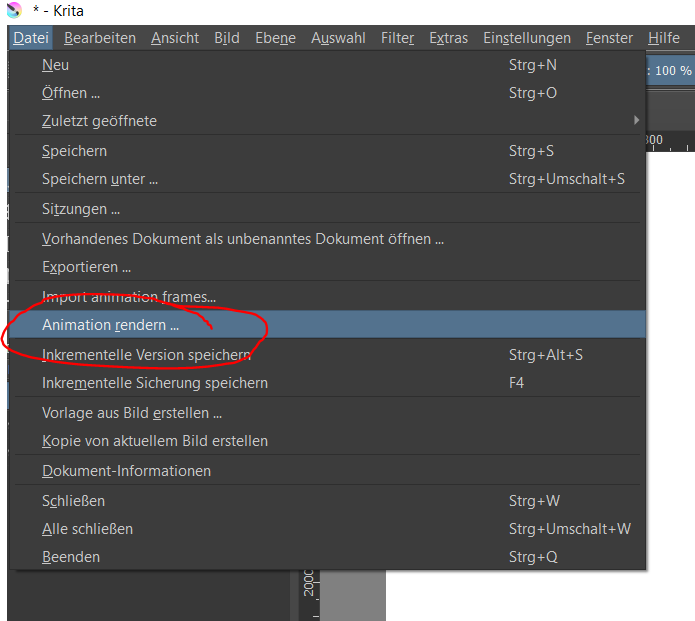 * - Krita
Datei Bearbeiten Ansicht Bild Ebene Auswahl Filter Extras Einstellungen Fenster Hilfe
Neu Strg+N
: 100 %
Öffnen ... Strg+O
Zuletzt geöffnete
Speichern Strg+S
Speichern unter ... Strg+Umschalt+S
Sitzungen ...
Vorhandenes Dokument als unbenanntes Dokument öffnen ...
Exportieren ...
Import animation frames...
Animation rendern ...
Inkrementelle Version speichern Strg+Alt+S
Inkrementelle Sicherung speichern F4
Vorlage aus Bild erstellen ...
Kopie von aktuellem Bild erstellen
Dokument-Informationen
Schließen Strg+W
Alle schließen Strg+Umschalt+W
Beenden Strg+Q